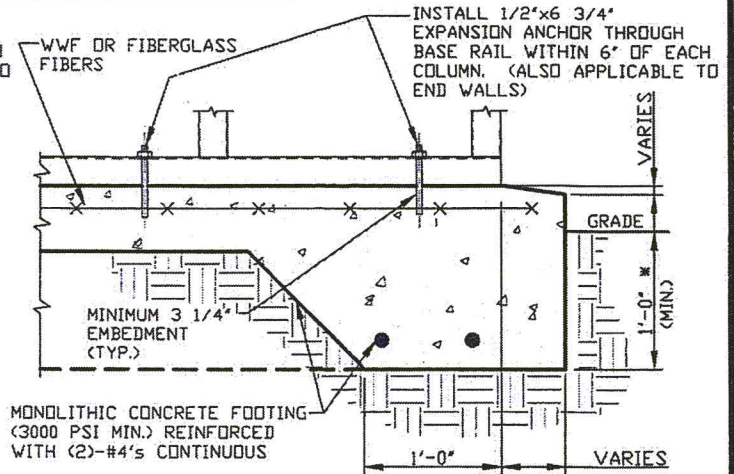 INSTALL 1/2"x6 3/4"
EXPANSION ANCHOR THROUGH
BASE RAIL WITHIN 6" OF EACH
COLUMN. (ALSO APPLICABLE TO
END WALLS)
WWF OR FIBERGLASS
FIBERS
VARIES
GRADE
1'-0" *
(MIN.)
MINIMUM 3 1/4"
EMBEDMENT
(TYP.)
MONOLITHIC CONCRETE FOOTING
(3000 PSI MIN.) REINFORCED
WITH (2)-#4's CONTINUOUS
1'-0"
VARIES